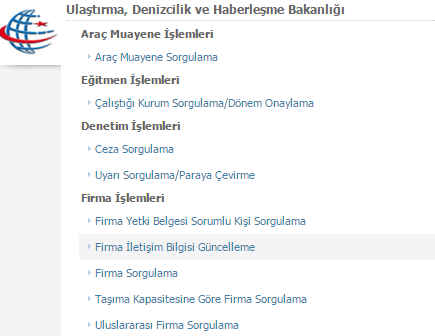 Ulaştırma, Denizcilik ve Haberleşme Bakanlığı
Araç Muayene İşlemleri
Araç Muayene Sorgulama
Eğitmen İşlemleri
Çalıştığı Kurum Sorgulama/Dönem Onaylama
Denetim İşlemleri
Ceza Sorgulama
Uyarı Sorgulama/Paraya Çevirme
Firma İşlemleri
Firma Yetki Belgesi Sorumlu Kişi Sorgulama
Firma İletişim Bilgisi Güncelleme
Firma Sorgulama
Taşıma Kapasitesine Göre Firma Sorgulama
Uluslararası Firma Sorgulama